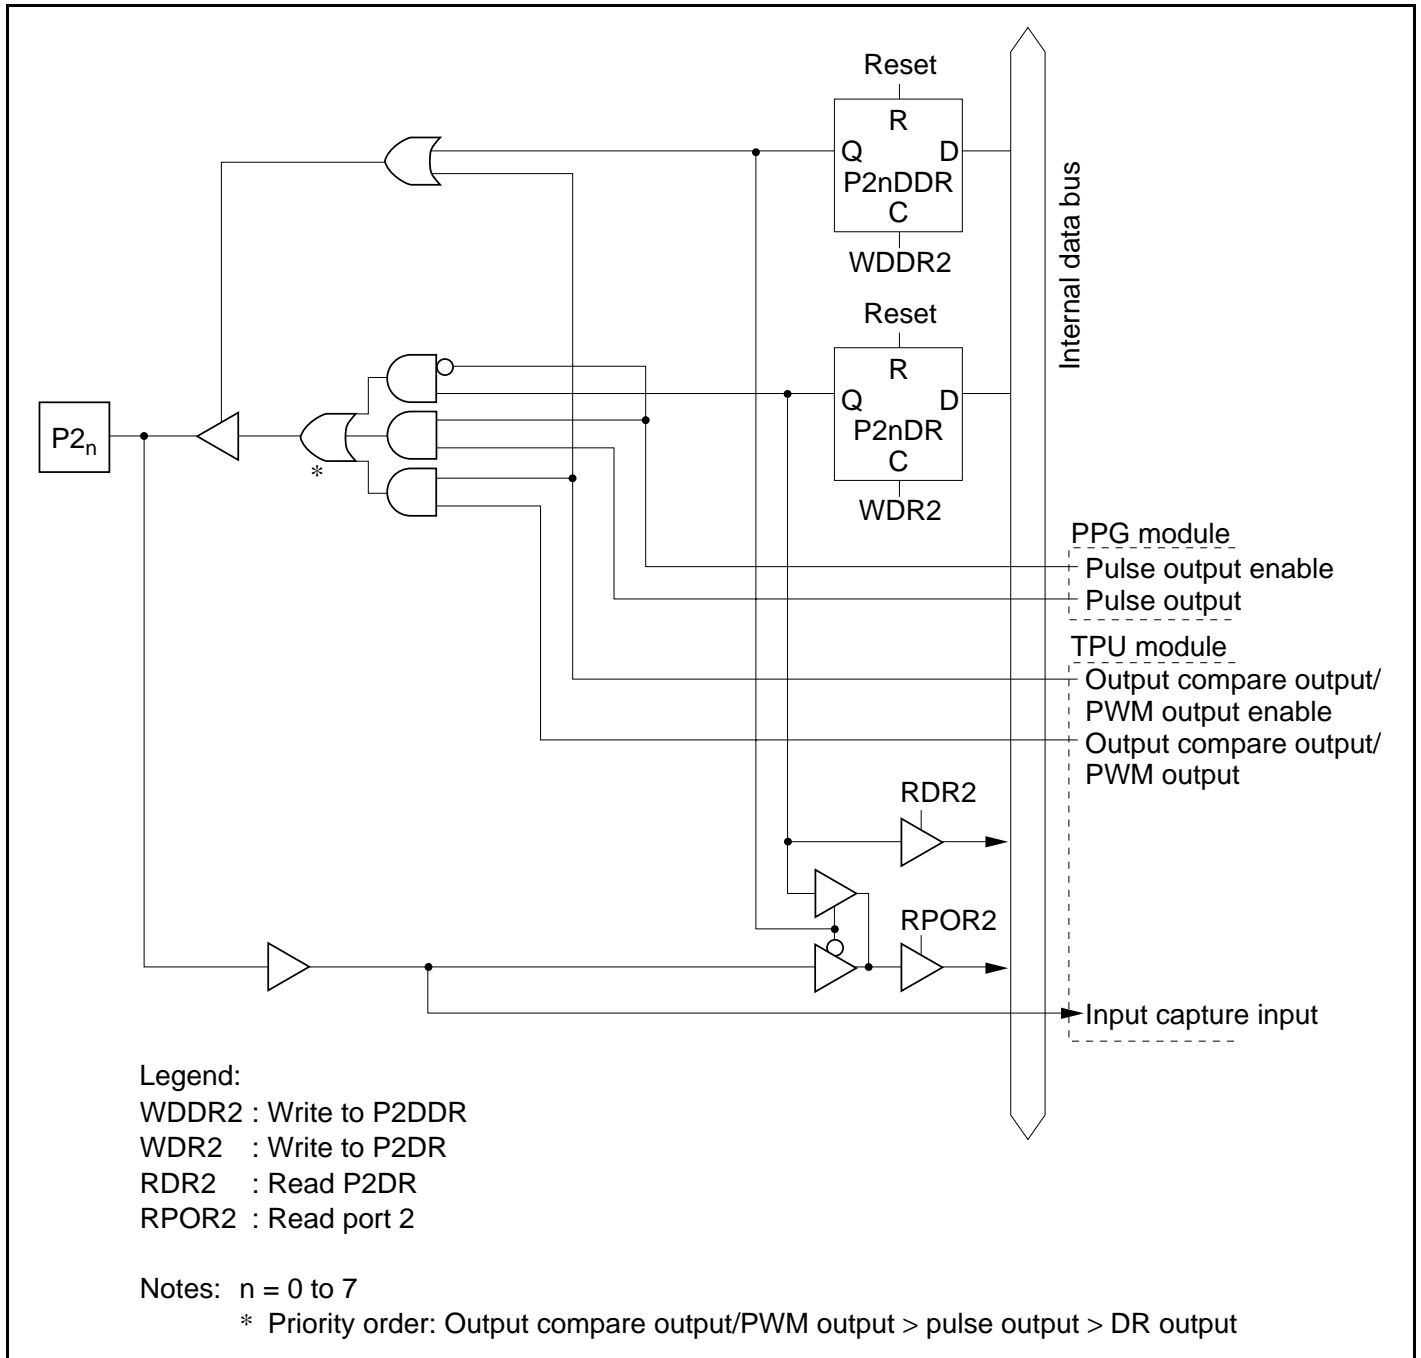 Reset
R
Q D
P2nDDR
C
WDDR2
Internal data bus
Reset
R
Q D
P2nDR
C
WDR2
P2n
*
PPG module
Pulse output enable
Pulse output
TPU module
Output compare output/
PWM output enable
Output compare output/
PWM output
RDR2
RPOR2
Input capture input
Legend:
WDDR2 : Write to P2DDR
WDR2 : Write to P2DR
RDR2 : Read P2DR
RPOR2 : Read port 2
Notes: n = 0 to 7
* Priority order: Output compare output/PWM output > pulse output > DR output